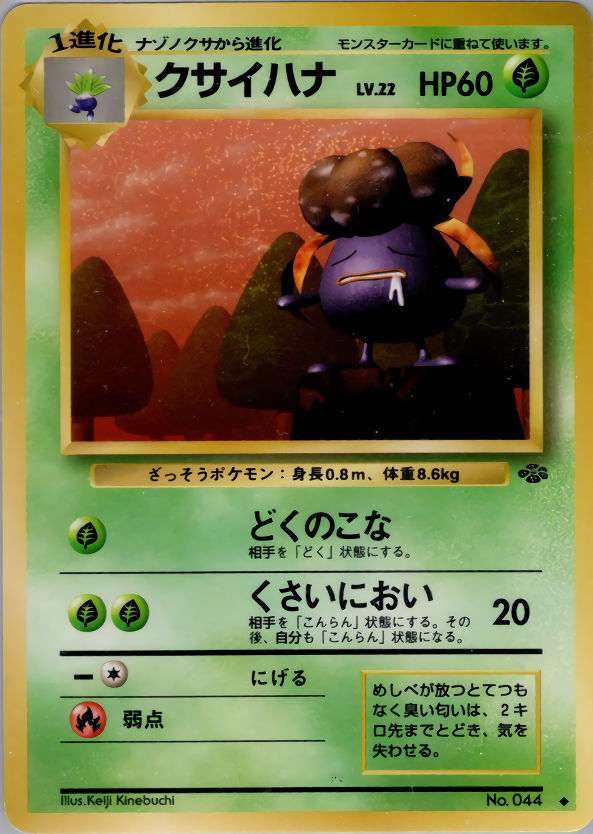 1進化
ナゾノクサから進化
モンスターカードに重ねて使います。
クサイハナ LV.22 HP60
ざっそうポケモン：身長0.8m、体重8.6kg
どくのこな
相手を「どく」状態にする。
くさいにおい 20
相手を「こんらん」状態にする。その
後、自分も「こんらん」状態になる。
ー にげる
弱点
めしべが放つとてつも
なく臭い匂いは、2キ
ロ先までとどき、気を
失わせる。
Illus.Keiji Kinebuchi
No. 044